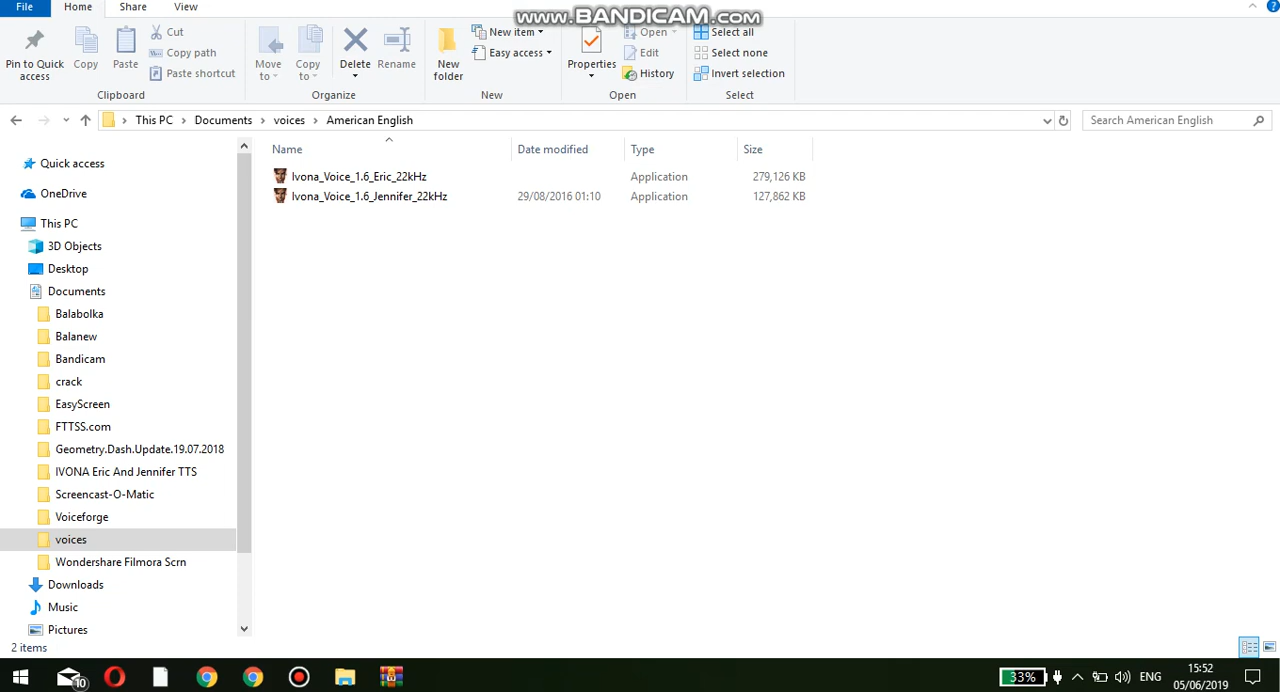 File Home Share View
www.BANDICAM.com
Pin to Quick access
Copy
Paste
Cut
Copy path
Paste shortcut
Clipboard
Move to
Copy to
Delete
Rename
Organize
New folder
New item
Easy access
New
Properties
Open
Edit
History
Open
Select all
Select none
Invert selection
Select
This PC > Documents > voices > American English
Search American English
Name Date modified Type Size
Ivona_Voice_1.6_Eric_22kHz Application 279,126 KB
Ivona_Voice_1.6_Jennifer_22kHz 29/08/2016 01:10 Application 127,862 KB
Quick access
OneDrive
This PC
3D Objects
Desktop
Documents
Balabolka
Balanew
Bandicam
crack
EasyScreen
FTTSS.com
Geometry.Dash.Update.19.07.2018
IVONA Eric And Jennifer TTS
Screencast-O-Matic
Voiceforge
voices
Wondershare Filmora Scrn
Downloads
Music
Pictures
2 items
33%
ENG
15:52
05/06/2019